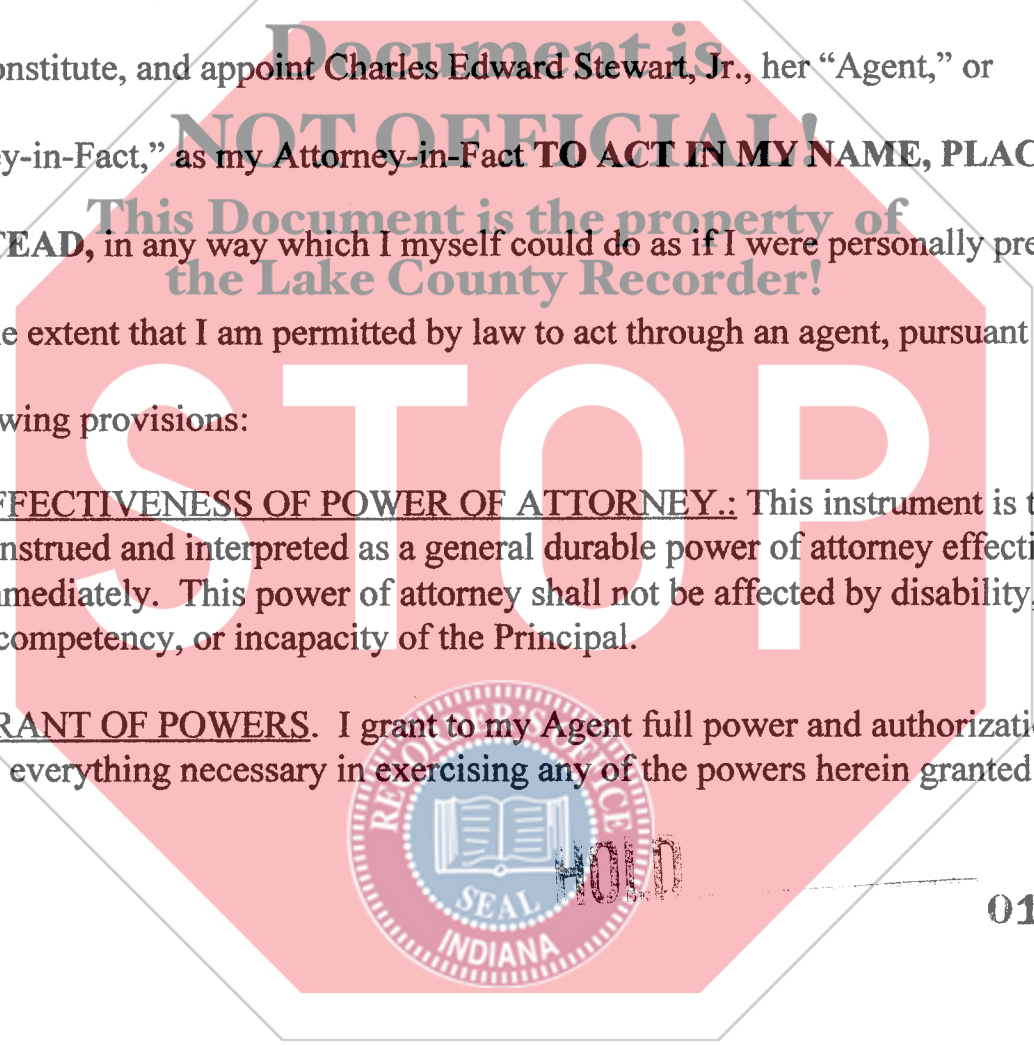 Document is
onstitute, and appoint Charles Edward Stewart, Jr., her “Agent,” or
NOT OFFICIAL!
y-in-Fact,” as my Attorney-in-Fact TO ACT IN MY NAME, PLAC
This Document is the property of
TEAD, in any way which I myself could do as if I were personally pre
the Lake County Recorder!
e extent that I am permitted by law to act through an agent, pursuant
wing provisions:
STOP
FFECTIVENESS OF POWER OF ATTORNEY.: This instrument is t
nstrued and interpreted as a general durable power of attorney effecti
mediately. This power of attorney shall not be affected by disability,
competency, or incapacity of the Principal.
RANT OF POWERS. I grant to my Agent full power and authorizati
everything necessary in exercising any of the powers herein granted
RECORDER'S OFFICE
HOLD
SEAL
INDIANA
01